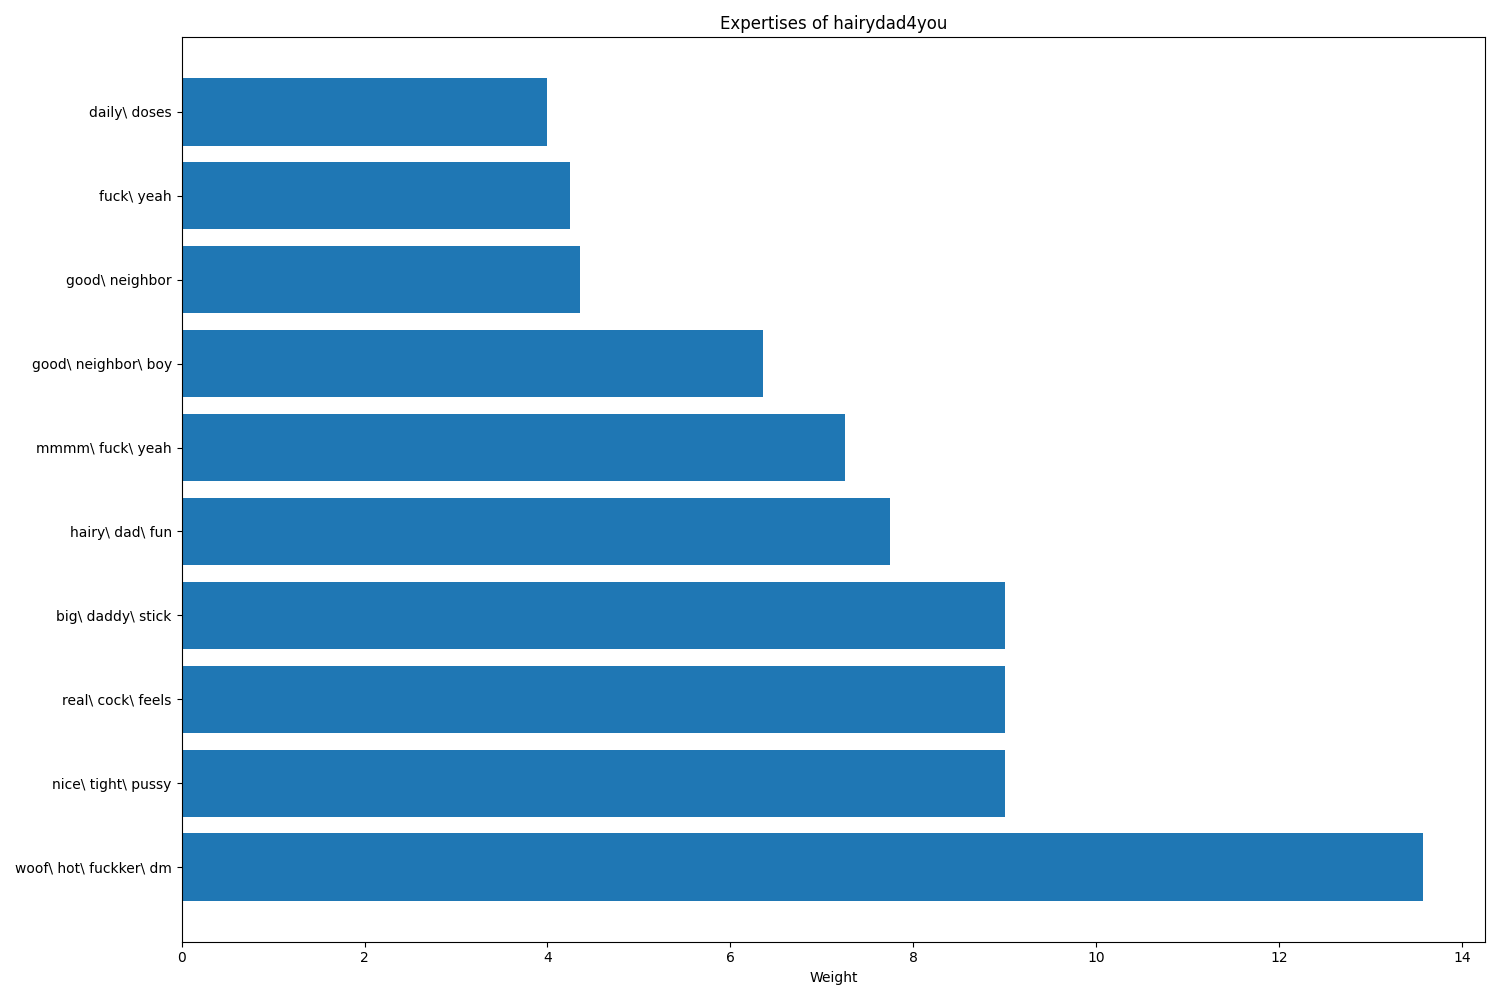 Expertises of hairydad4you
daily\ doses
fuck\ yeah
good\ neighbor
good\ neighbor\ boy
mmmm\ fuck\ yeah
hairy\ dad\ fun
big\ daddy\ stick
real\ cock\ feels
nice\ tight\ pussy
woof\ hot\ fuckker\ dm
0 2 4 6 8 10 12 14
Weight